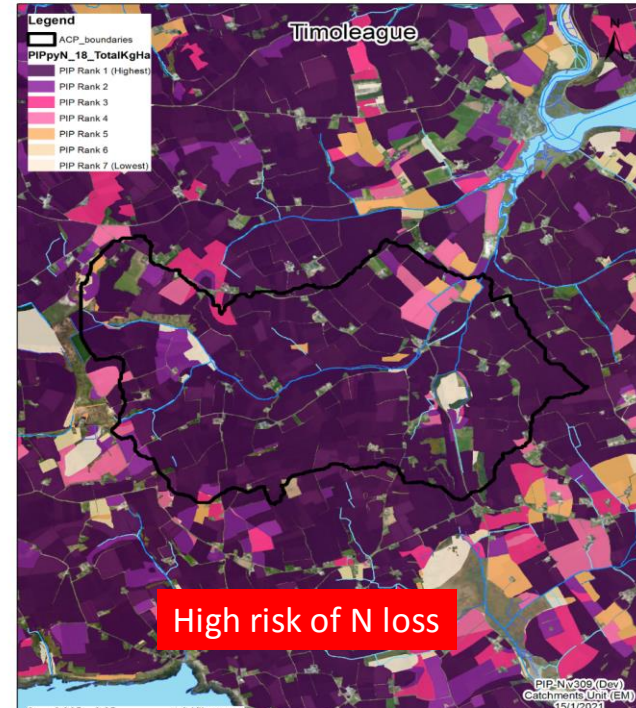 Legend
ACP_boundaries
PIPpyN_18_TotalKgHa
PIP Rank 1 (Highest)
PIP Rank 2
PIP Rank 3
PIP Rank 4
PIP Rank 5
PIP Rank 6
PIP Rank 7 (Lowest)
Timoleague
N
High risk of N loss
PIP-N v309 (Dev)
Catchments Unit (EM)
15/1/2021